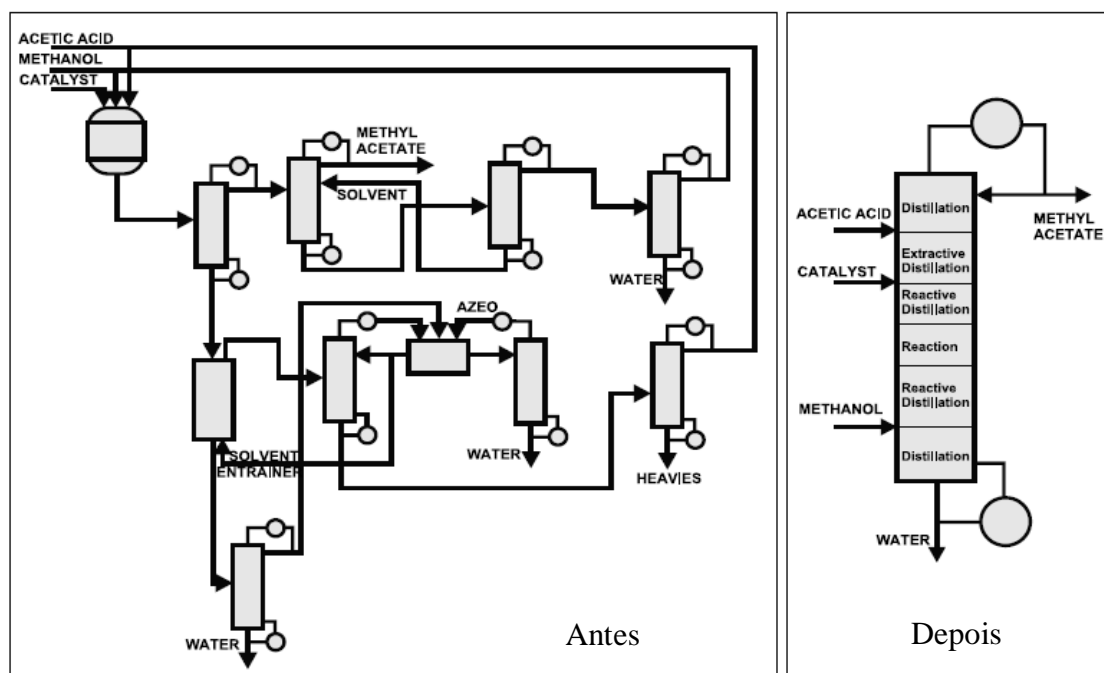 ACETIC ACID
METHANOL
CATALYST
METHYL
ACETATE
SOLVENT
WATER
AZEO
SOLVENT
ENTRAINER
WATER
HEAVIES
WATER
Antes
Distillation
ACETIC ACID
METHYL
ACETATE
Extractive
Distillation
CATALYST
Reactive
Distillation
Reaction
Reactive
Distillation
METHANOL
Distillation
WATER
Depois